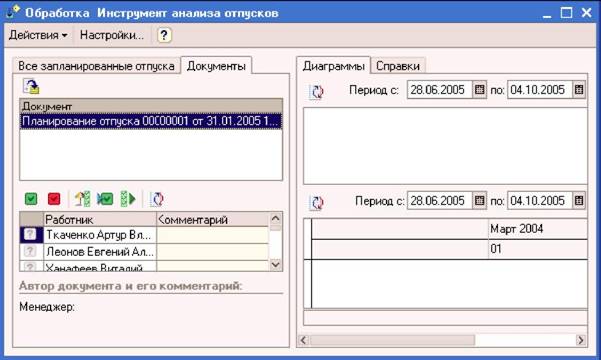 Обработка Инструмент анализа отпусков
Действия Настройки... ?
Все запланированные отпуска Документы
Документ
Планирование отпуска 00000001 от 31.01.2005 1...
Работник Комментарий
? Ткаченко Артур Вл...
? Леонов Евгений Ал...
? Ханафеев Виталий
Автор документа и его комментарий:
Менеджер:
Диаграммы Справки
Период с: 28.06.2005 по: 04.10.2005
Период с: 28.06.2005 по: 04.10.2005
Март 2004
01